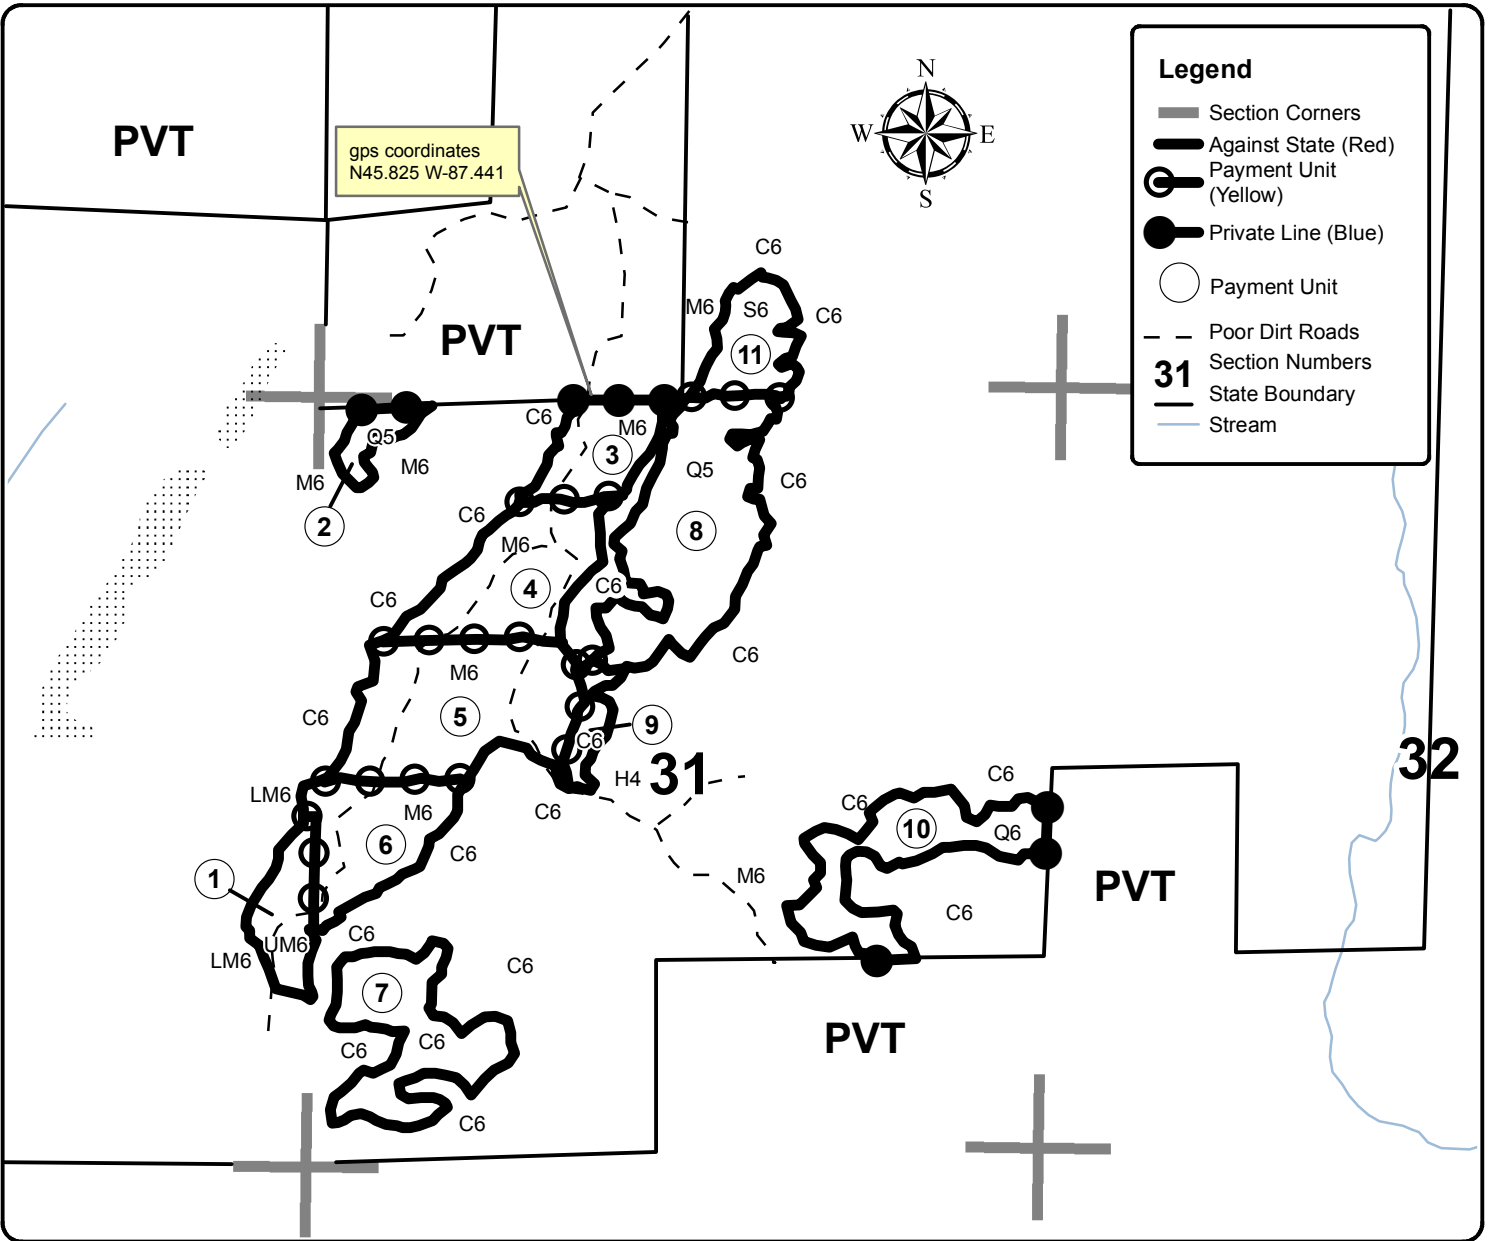 N
W E
S
Legend
Section Corners
Against State (Red)
Payment Unit
(Yellow)
Private Line (Blue)
Payment Unit
Poor Dirt Roads
31 Section Numbers
State Boundary
Stream
PVT
gps coordinates
N45.825 W-87.441
PVT
C6
M6 S6 C6
11
C6 M6
Q5
M6 M6
3
Q5
C6
2
C6
8
M6
4 C6
C6
C6
M6
C6 5
9
C6
H4 31
32
C6
LM6
M6
C6
C6
C6
10 Q6
6
C6
1
M6
PVT
C6
C6
UM6
LM6
C6
7
C6
C6
PVT
C6
C6